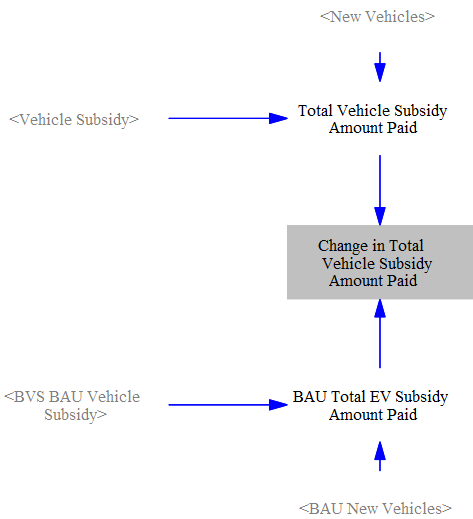 <New Vehicles>
<Vehicle Subsidy>
Total Vehicle Subsidy
Amount Paid
Change in Total
Vehicle Subsidy
Amount Paid
<BVS BAU Vehicle
Subsidy>
BAU Total EV Subsidy
Amount Paid
<BAU New Vehicles>